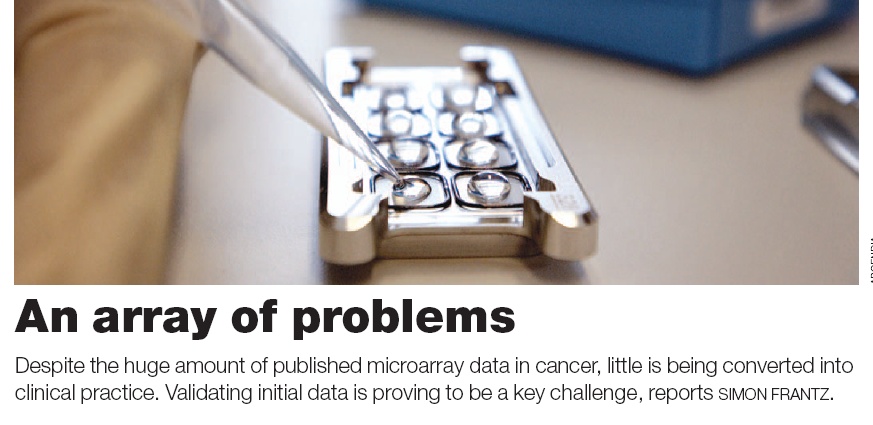 An array of problems
Despite the huge amount of published microarray data in cancer, little is being converted into
clinical practice. Validating initial data is proving to be a key challenge, reports SIMON FRANTZ.